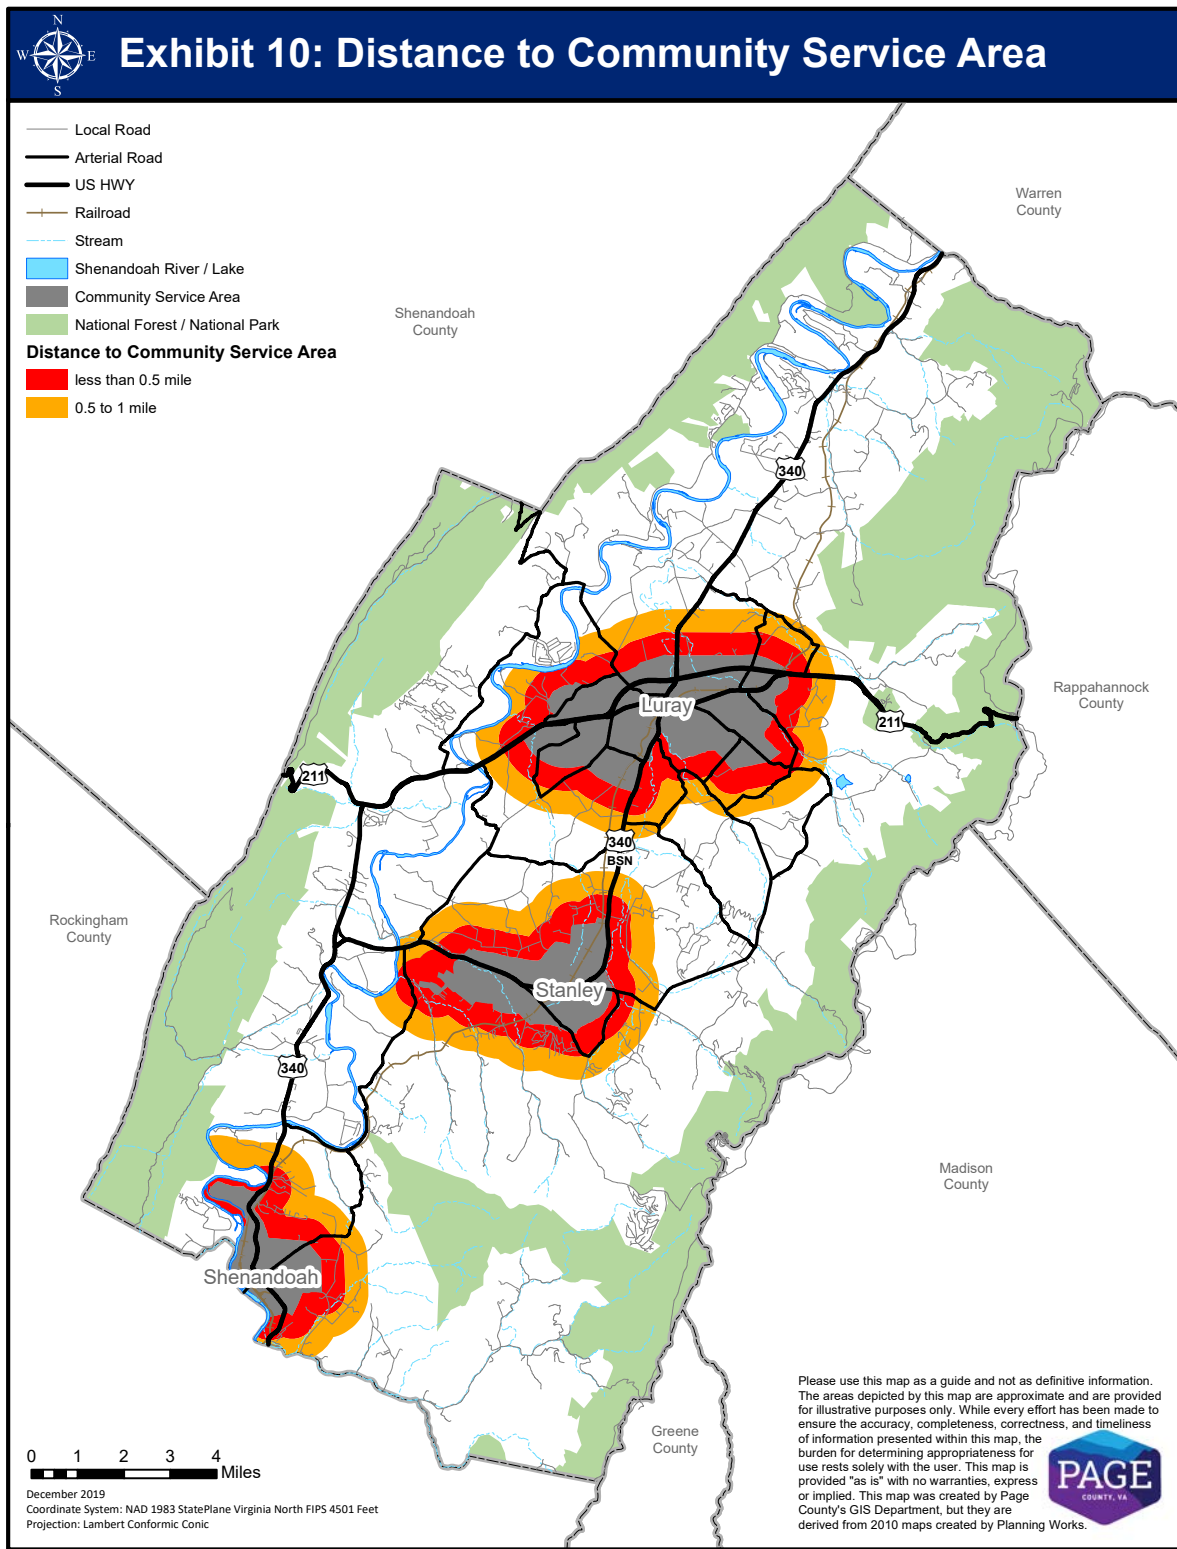 N
W
E
S
Exhibit 10: Distance to Community Service Area
Local Road
Arterial Road
US HWY
Railroad
Stream
Shenandoah River / Lake
Community Service Area
National Forest / National Park
Distance to Community Service Area
less than 0.5 mile
0.5 to 1 mile
Warren
County
Shenandoah
County
340
Rappahannock
County
Luray
211
211
340
BSN
Rockingham
County
Stanley
340
Madison
County
Shenandoah
Greene
County
0 1 2 3 4
Miles
December 2019
Coordinate System: NAD 1983 StatePlane Virginia North FIPS 4501 Feet
Projection: Lambert Conformic Conic
Please use this map as a guide and not as definitive information.
The areas depicted by this map are approximate and are provided
for illustrative purposes only. While every effort has been made to
ensure the accuracy, completeness, correctness, and timeliness
of information presented within this map, the
burden for determining appropriateness for
use rests solely with the user. This map is
provided "as is" with no warranties, express
or implied. This map was created by Page
County's GIS Department, but they are
derived from 2010 maps created by Planning Works.
PAGE
COUNTY, VA